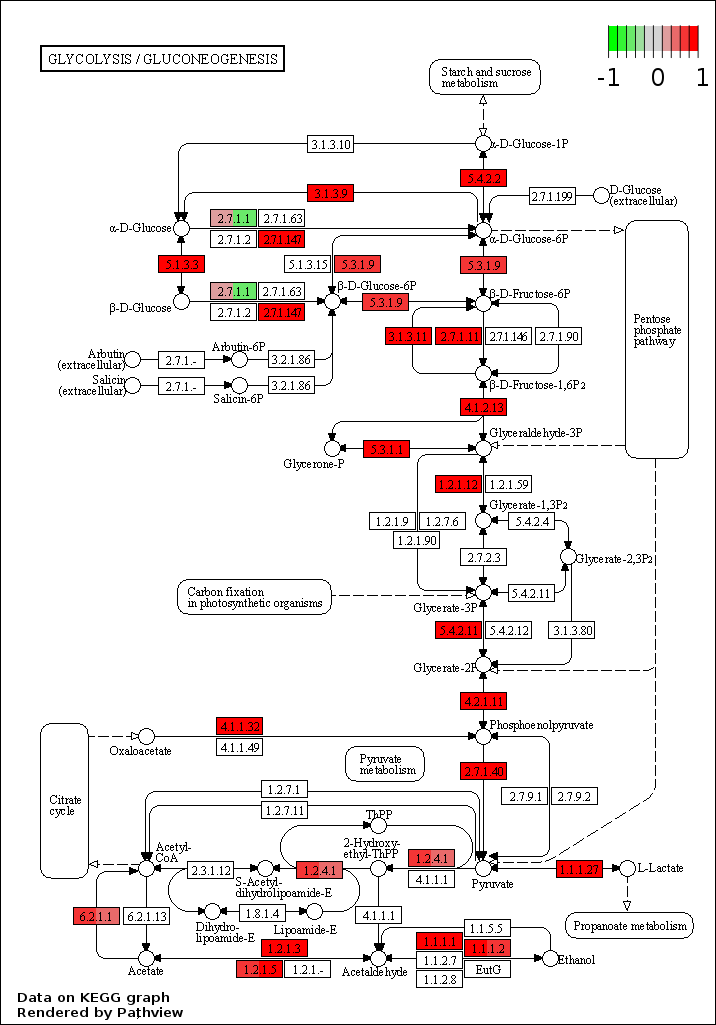 GLYCOLYSIS / GLUCONEOGENESIS
-1 0 1
Starch and sucrose
metabolism
3.1.3.10
α-D-Glucose-1P
5.4.2.2
3.1.3.9
2.7.1.199
D-Glucose
(extracellular)
2.7.1.1 2.7.1.63
α-D-Glucose
2.7.1.2 2.7.1.147
α-D-Glucose-6P
5.1.3.3
5.1.3.15 5.3.1.9
5.3.1.9
2.7.1.1 2.7.1.63
β-D-Glucose-6P
β-D-Fructose-6P
β-D-Glucose
5.3.1.9
2.7.1.2 2.7.1.147
Pentose
phosphate
pathway
3.1.3.11 2.7.1.11 2.7.1.146 2.7.1.90
Arbutin
(extracellular)
2.7.1.-
Arbutin-6P
3.2.1.86
Salicin
(extracellular)
2.7.1.-
Salicin-6P
3.2.1.86
β-D-Fructose-1,6P2
4.1.2.13
Glyceraldehyde-3P
5.3.1.1
Glycerone-P
1.2.1.12 1.2.1.59
Glycerate-1,3P2
1.2.1.9 1.2.7.6
5.4.2.4
1.2.1.90
2.7.2.3
Glycerate-2,3P2
Carbon fixation
in photosynthetic organisms
Glycerate-3P
5.4.2.11
5.4.2.11 5.4.2.12
3.1.3.80
Glycerate-2P
4.2.1.11
4.1.1.32
Phosphoenolpyruvate
Oxaloacetate
4.1.1.49
Pyruvate
metabolism
2.7.1.40
Citrate
cycle
1.2.7.1
2.7.9.1 2.7.9.2
1.2.7.11
ThPP
Acetyl-
CoA
2-Hydroxy-
ethyl-ThPP
1.2.4.1
2.3.1.12
1.2.4.1
4.1.1.1
1.1.1.27
L-Lactate
S-Acetyl-
dihydrolipoamide-E
Pyruvate
6.2.1.1 6.2.1.13
1.8.1.4
4.1.1.1
Dihydro-
lipoamide-E
Lipoamide-E
Propanoate metabolism
1.1.5.5
1.2.1.3
1.1.1.1 1.1.1.2
Acetate
1.2.1.5 1.2.1.-
Acetaldehyde
1.1.2.7 EutG
Ethanol
1.1.2.8
Data on KEGG graph
Rendered by Pathview